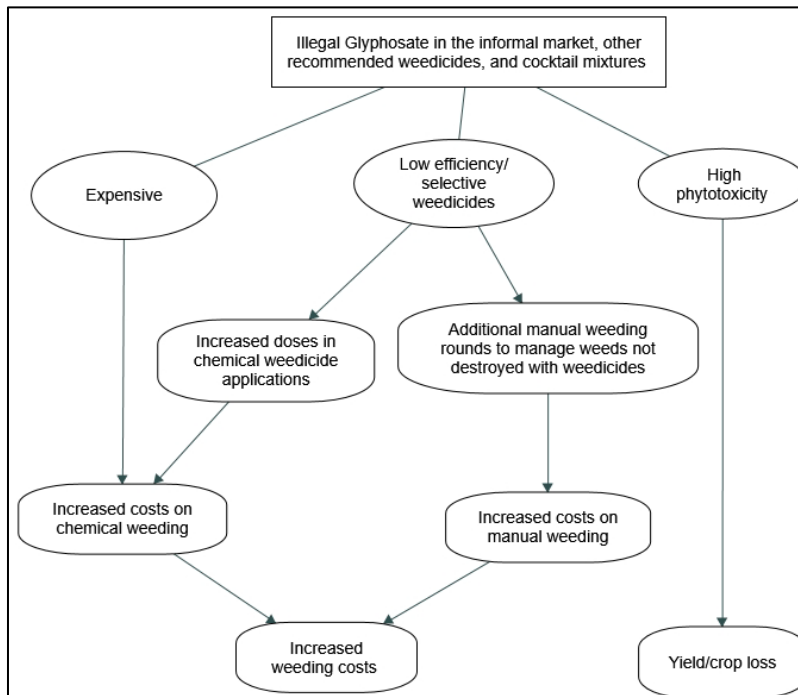 Illegal Glyphosate in the informal market, other
recommended weedicides, and cocktail mixtures
Expensive
Low efficiency/
selective
weedicides
High
phytotoxicity
Increased doses in
chemical weedicide
applications
Additional manual weeding
rounds to manage weeds not
destroyed with weedicides
Increased costs on
chemical weeding
Increased costs on
manual weeding
Increased
weeding costs
Yield/crop loss